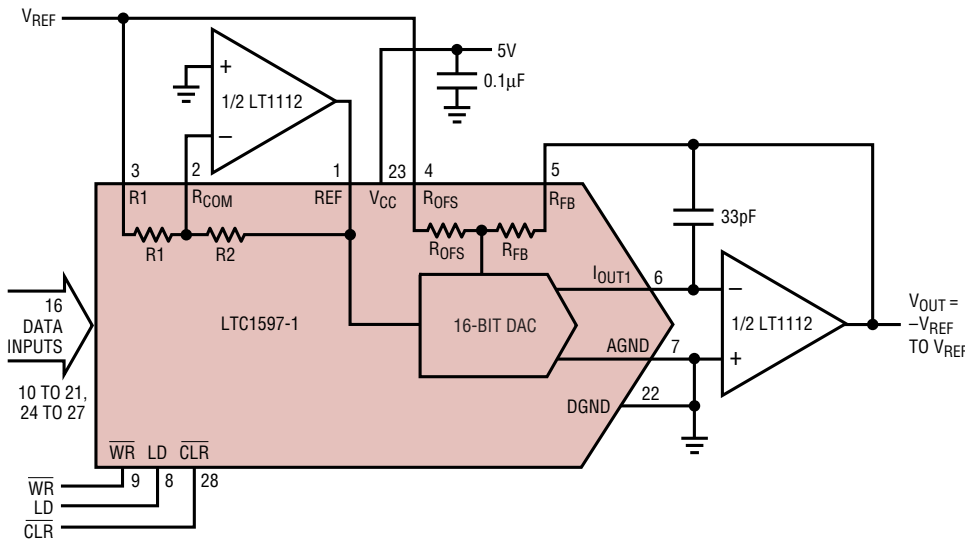 VREF
5V
0.1μF
+
1/2 LT1112
–
3
2
1
23
4
5
R1
RCOM
REF
VCC
ROFS
RFB
R1
R2
ROFS
RFB
33pF
IOUT1
6
16
DATA
INPUTS
LTC1597-1
16-BIT DAC
–
1/2 LT1112
+
VOUT =
–VREF
TO VREF
AGND
7
10 TO 21,
24 TO 27
DGND
22
WR
LD
CLR
9
8
28
WR
LD
CLR